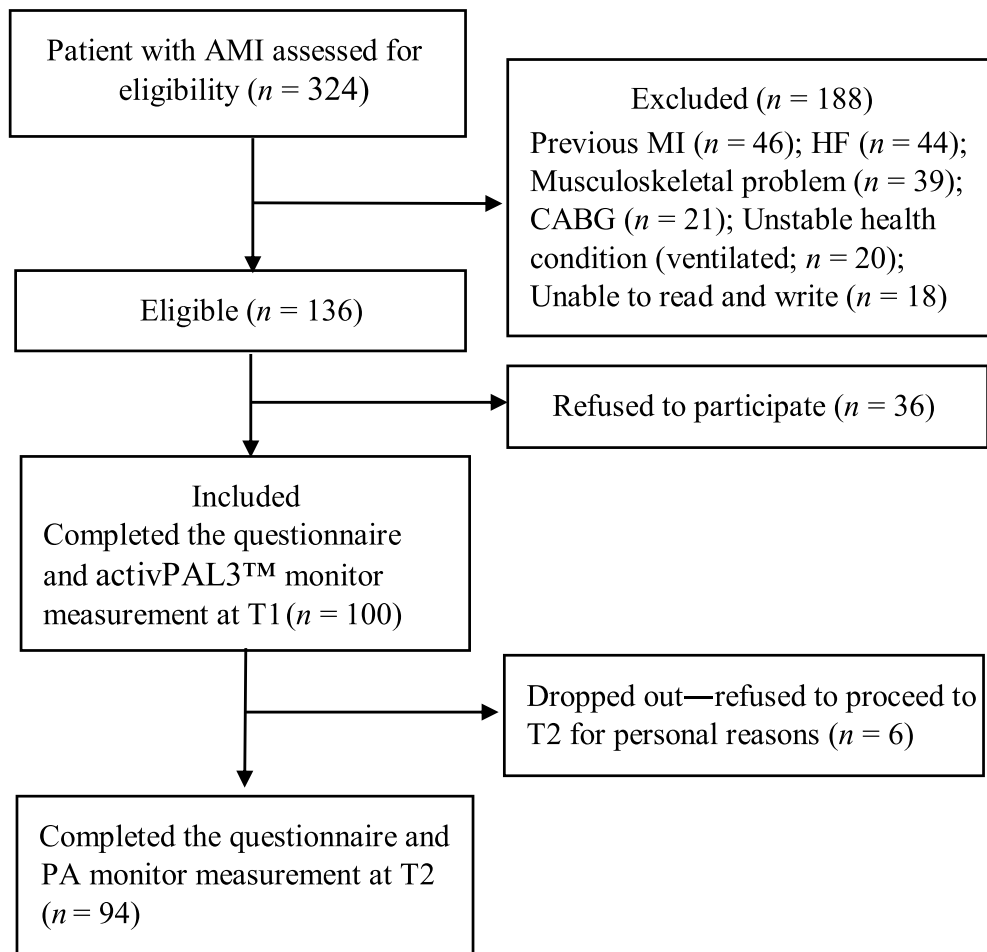 Patient with AMI assessed for
eligibility (n = 324)
Excluded (n = 188)
Previous MI (n = 46); HF (n = 44);
Musculoskeletal problem (n = 39);
CABG (n = 21); Unstable health
condition (ventilated; n = 20);
Unable to read and write (n = 18)
Eligible (n = 136)
Refused to participate (n = 36)
Included
Completed the questionnaire
and activPAL3™ monitor
measurement at T1 (n = 100)
Dropped out—refused to proceed to
T2 for personal reasons (n = 6)
Completed the questionnaire and
PA monitor measurement at T2
(n = 94)